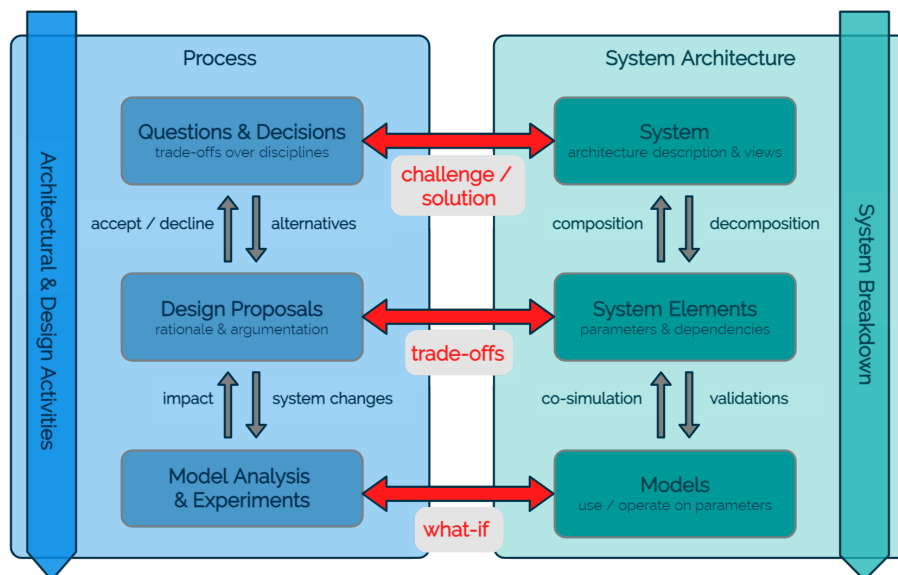 Process
System Architecture
Architectural & Design Activities
Questions & Decisions
trade-offs over disciplines
challenge /
solution
System
architecture description & views
System Breakdown
accept / decline
alternatives
composition
decomposition
Design Proposals
rationale & argumentation
trade-offs
System Elements
parameters & dependencies
impact
system changes
co-simulation
validations
Model Analysis
& Experiments
what-if
Models
use / operate on parameters